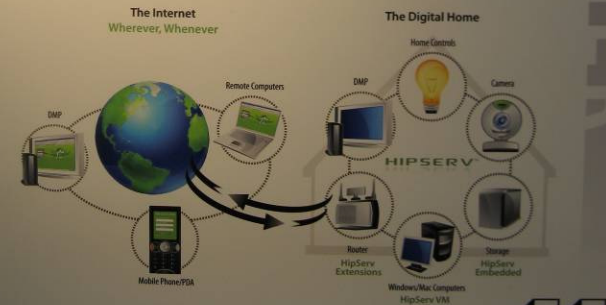 The Internet
Wherever, Whenever
DMP
Remote Computers
Mobile Phone/PDA
The Digital Home
Home Controls
DMP
Camera
HIPSERV
Router
HipServ
Extensions
Windows/Mac Computers
HipServ VM
Storage
HipServ
Embedded